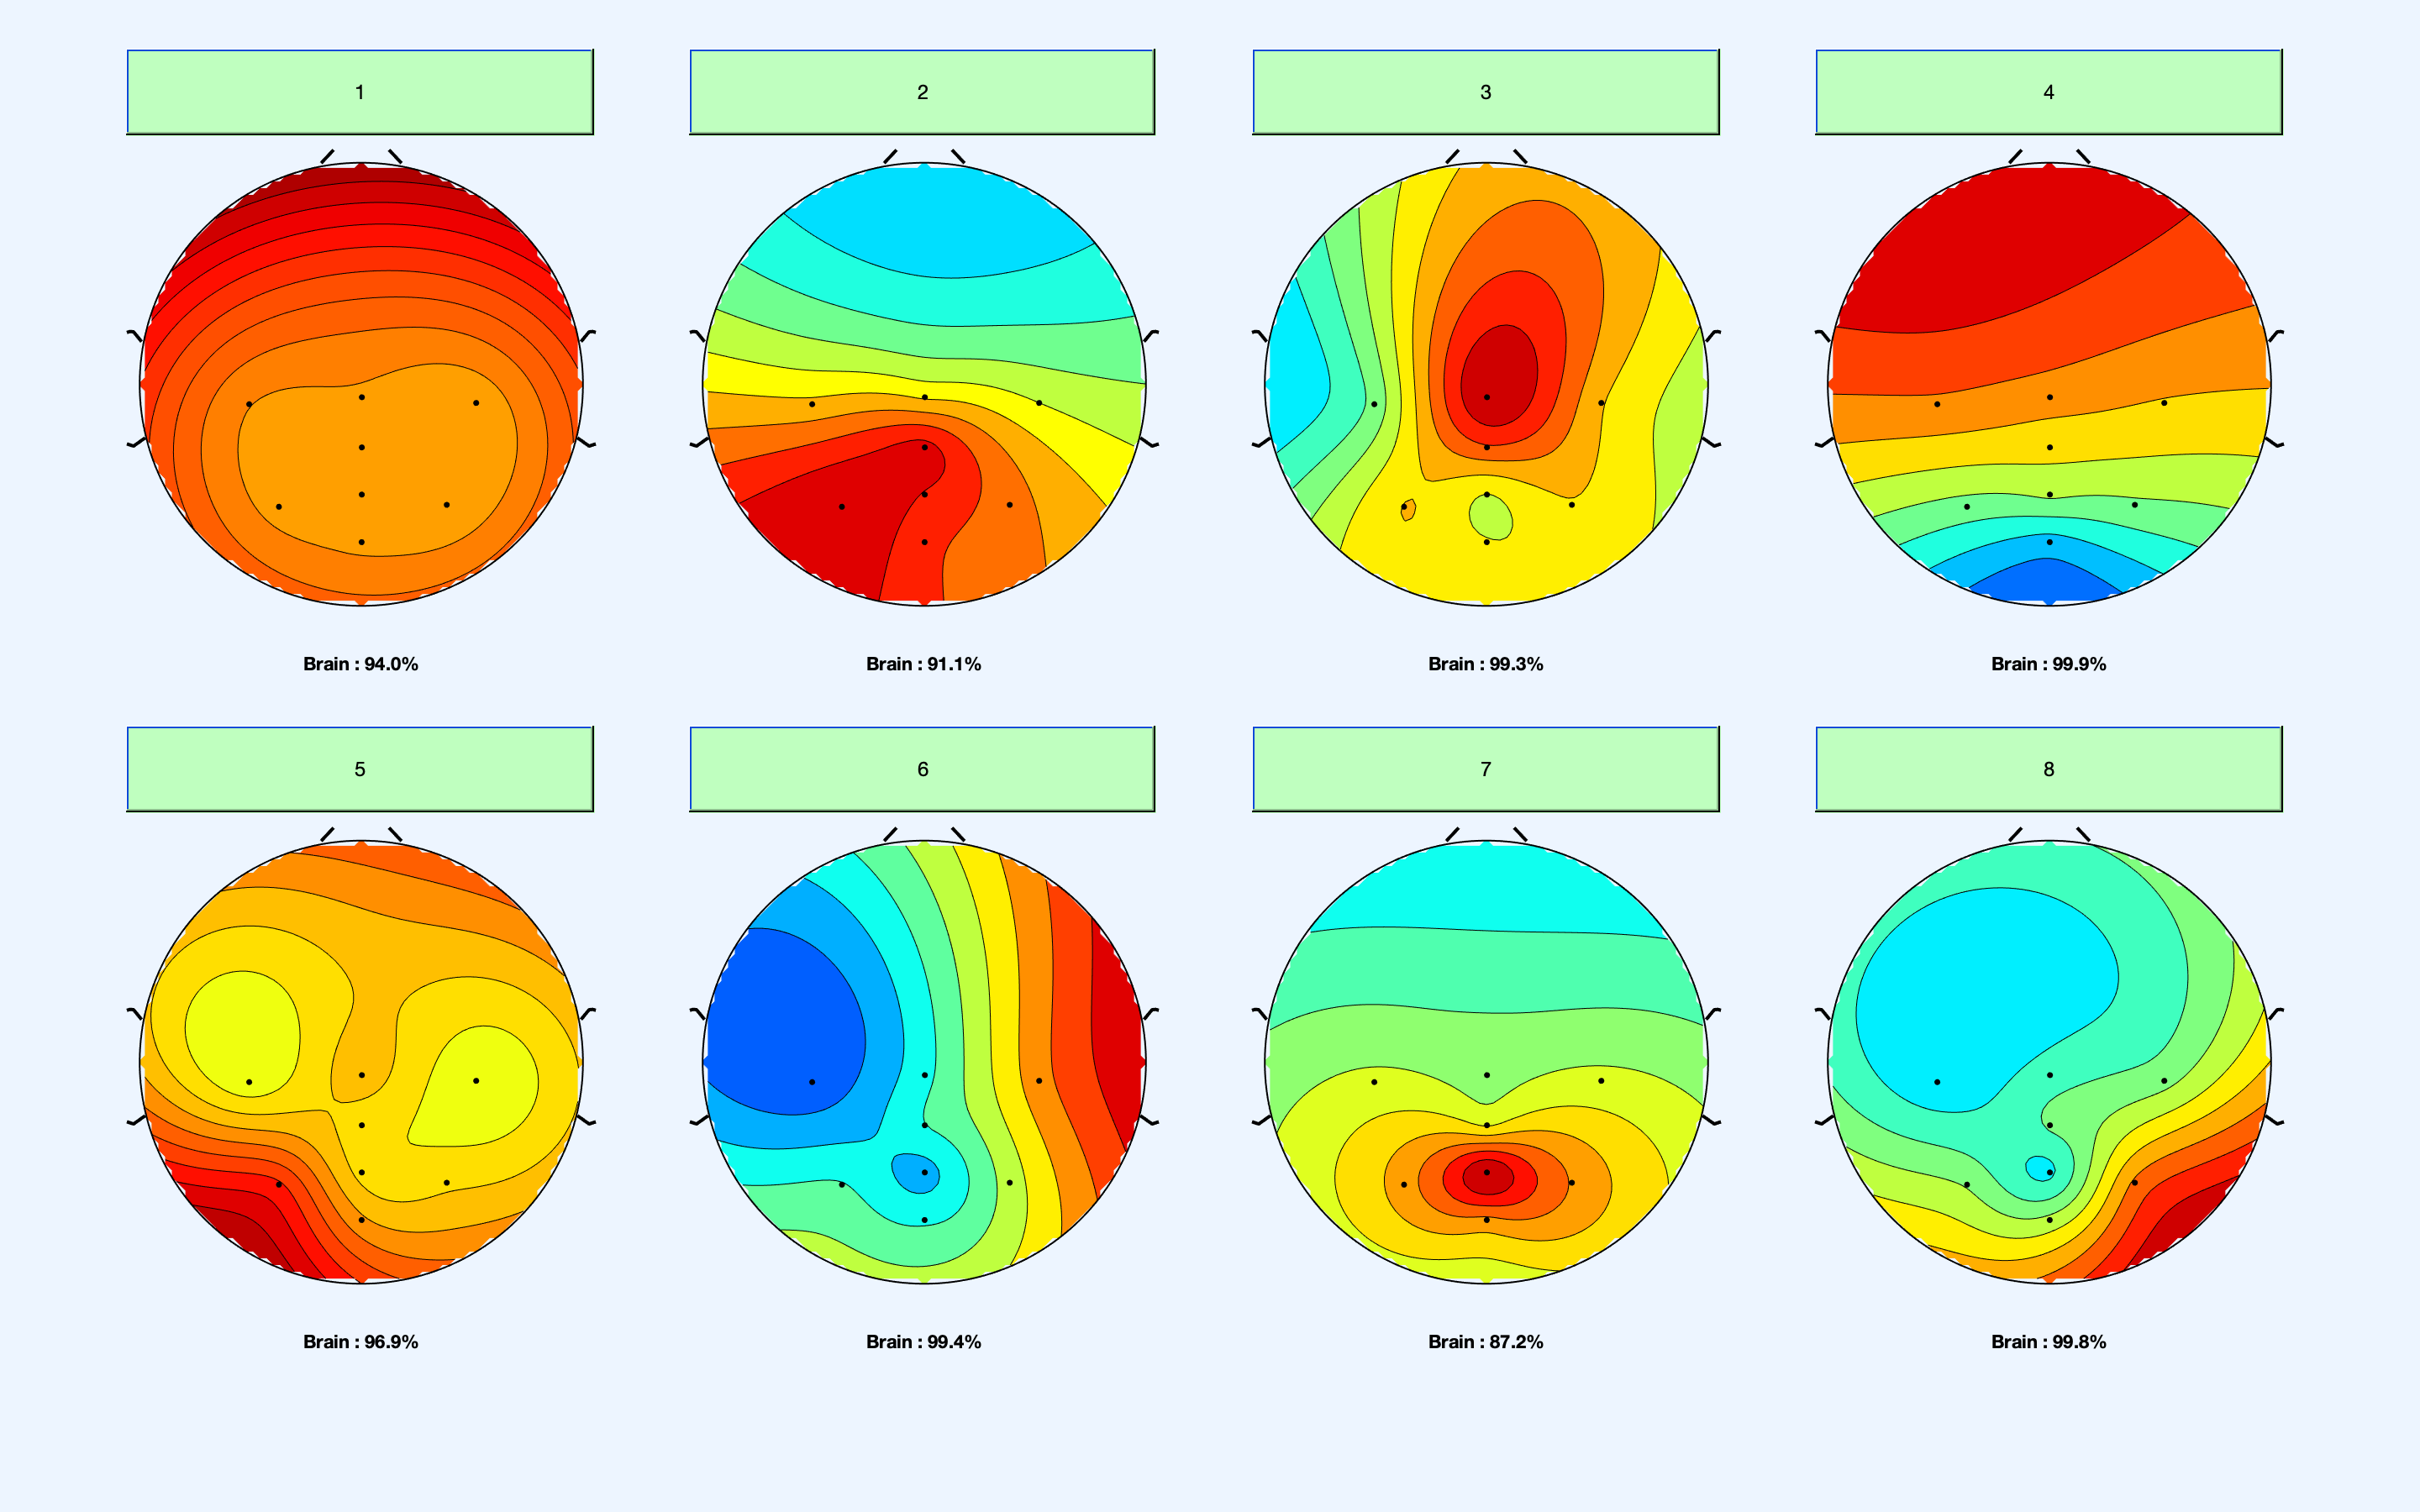 1 2 3 4
Brain : 94.0% Brain : 91.1% Brain : 99.3% Brain : 99.9%
5 6 7 8
Brain : 96.9% Brain : 99.4% Brain : 87.2% Brain : 99.8%